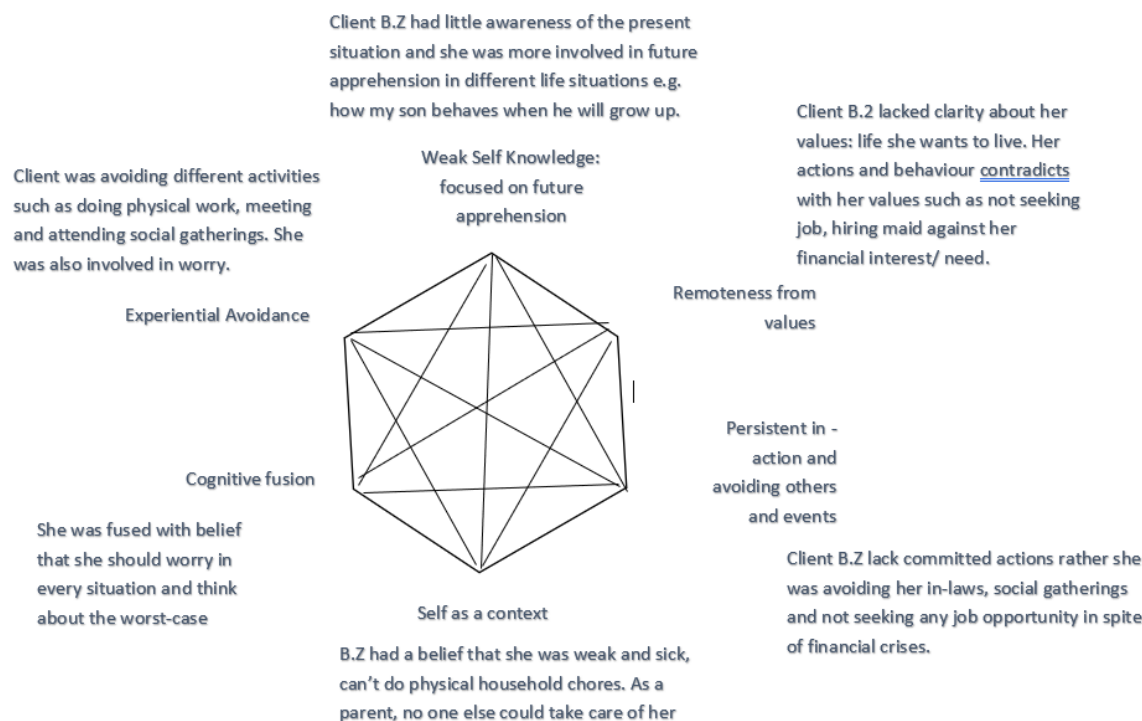 Client B.Z had little awareness of the present
situation and she was more involved in future
apprehension in different life situations e.g.
how my son behaves when he will grow up.
Weak Self Knowledge:
focused on future
apprehension
Client B.2 lacked clarity about her
values: life she wants to live. Her
actions and behaviour contradicts
with her values such as not seeking
job, hiring maid against her
financial interest/ need.
Client was avoiding different activities
such as doing physical work, meeting
and attending social gatherings. She
was also involved in worry.
Experiential Avoidance
Remoteness from
values
Persistent in -
action and
avoiding others
and events
Cognitive fusion
She was fused with belief
that she should worry in
every situation and think
about the worst-case
Client B.Z lack committed actions rather she
was avoiding her in-laws, social gatherings
and not seeking any job opportunity in spite
of financial crises.
Self as a context
B.Z had a belief that she was weak and sick,
can't do physical household chores. As a
parent, no one else could take care of her